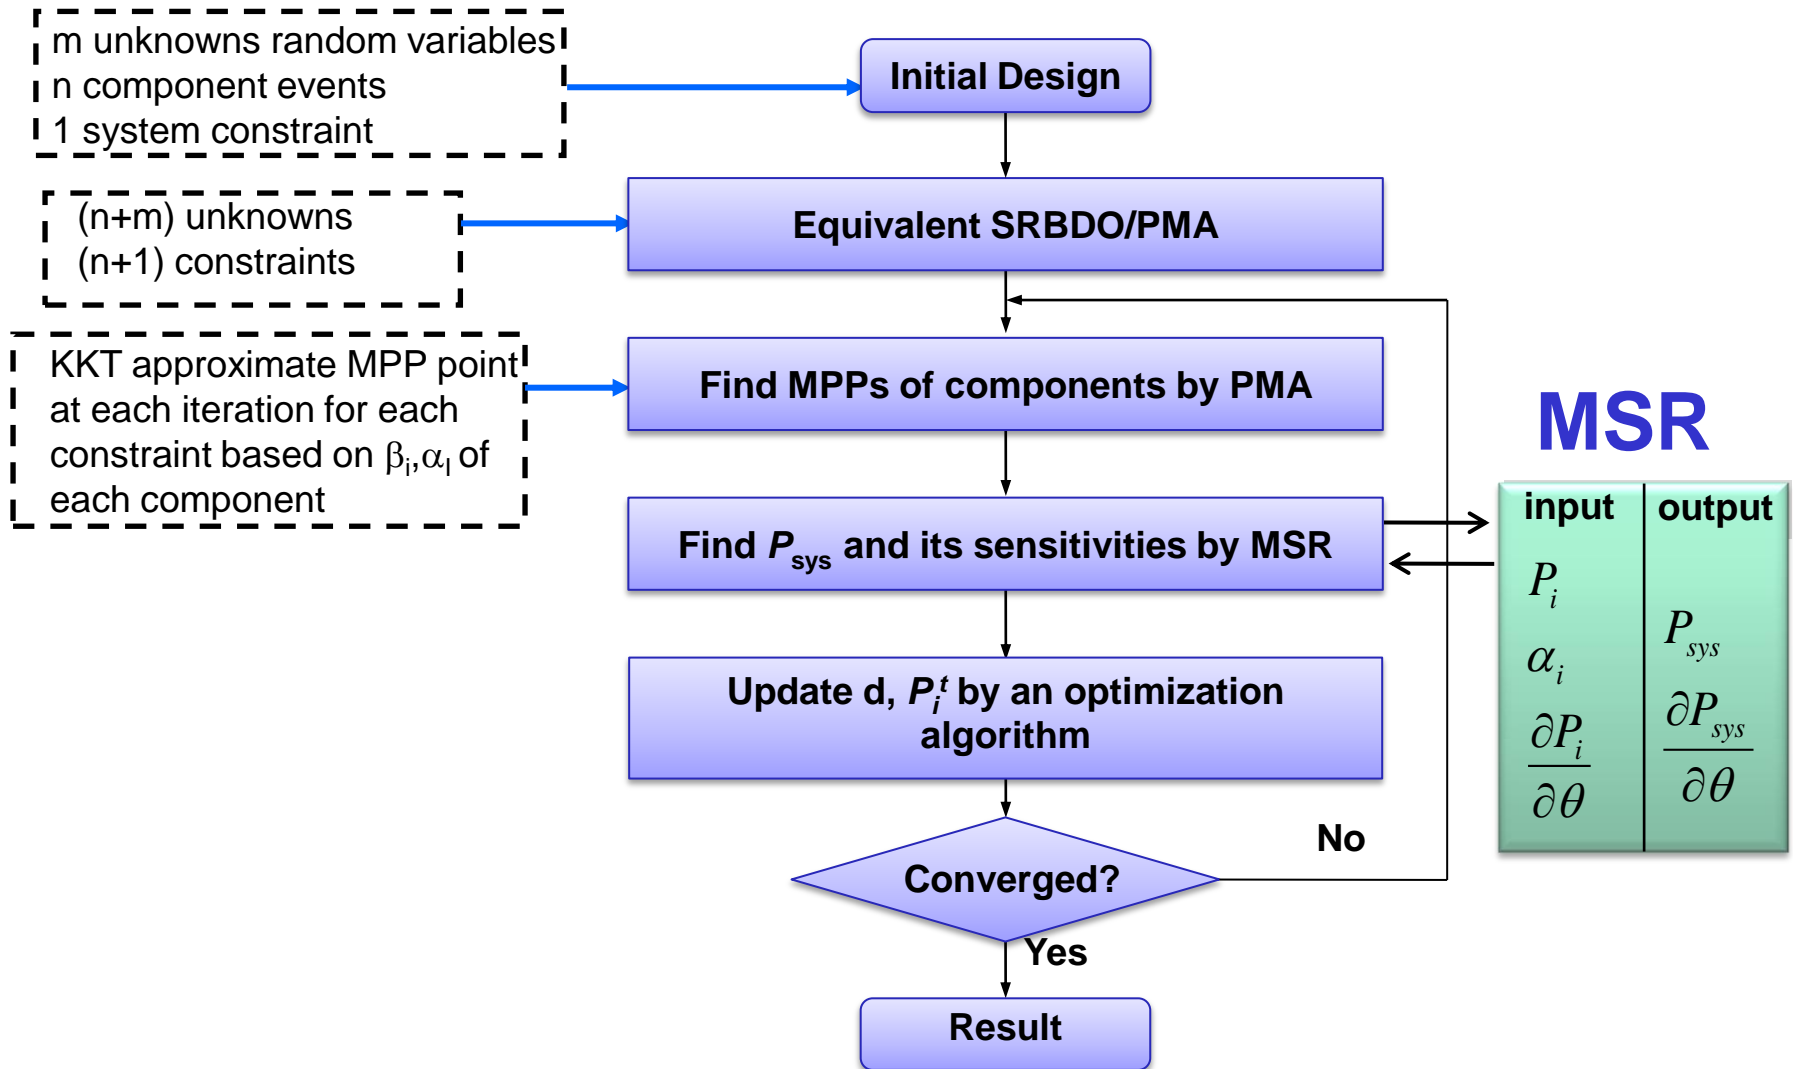 m unknowns random variables
n component events
1 system constraint
Initial Design
(n+m) unknowns
(n+1) constraints
Equivalent SRBDO/PMA
KKT approximate MPP point
at each iteration for each
constraint based on βi,αl of
each component
Find MPPs of components by PMA
MSR
Find Psys and its sensitivities by MSR
input output
Pi
αi
∂Pi
∂θ
Psys
∂Psys
∂θ
Update d, Pi^t by an optimization
algorithm
Converged?
No
Yes
Result